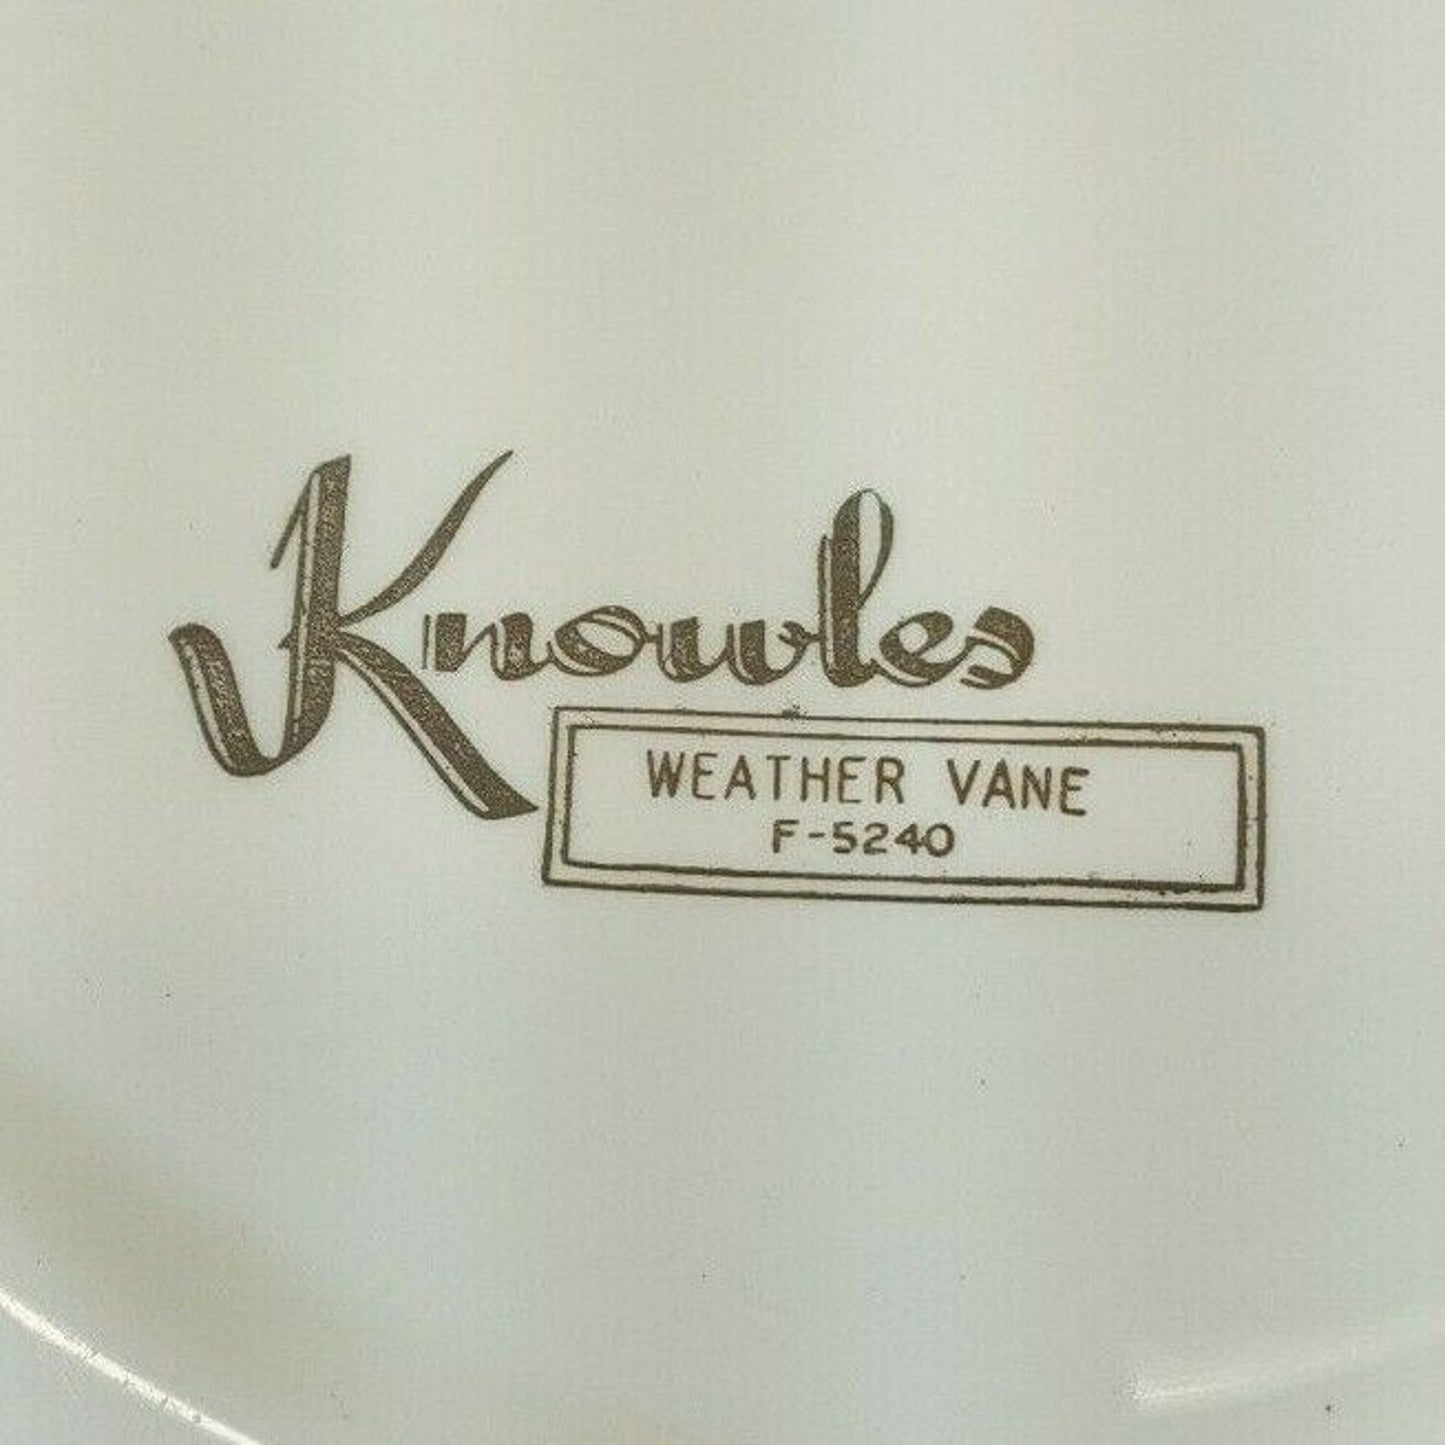 Knowles
WEATHER VANE
F-5240